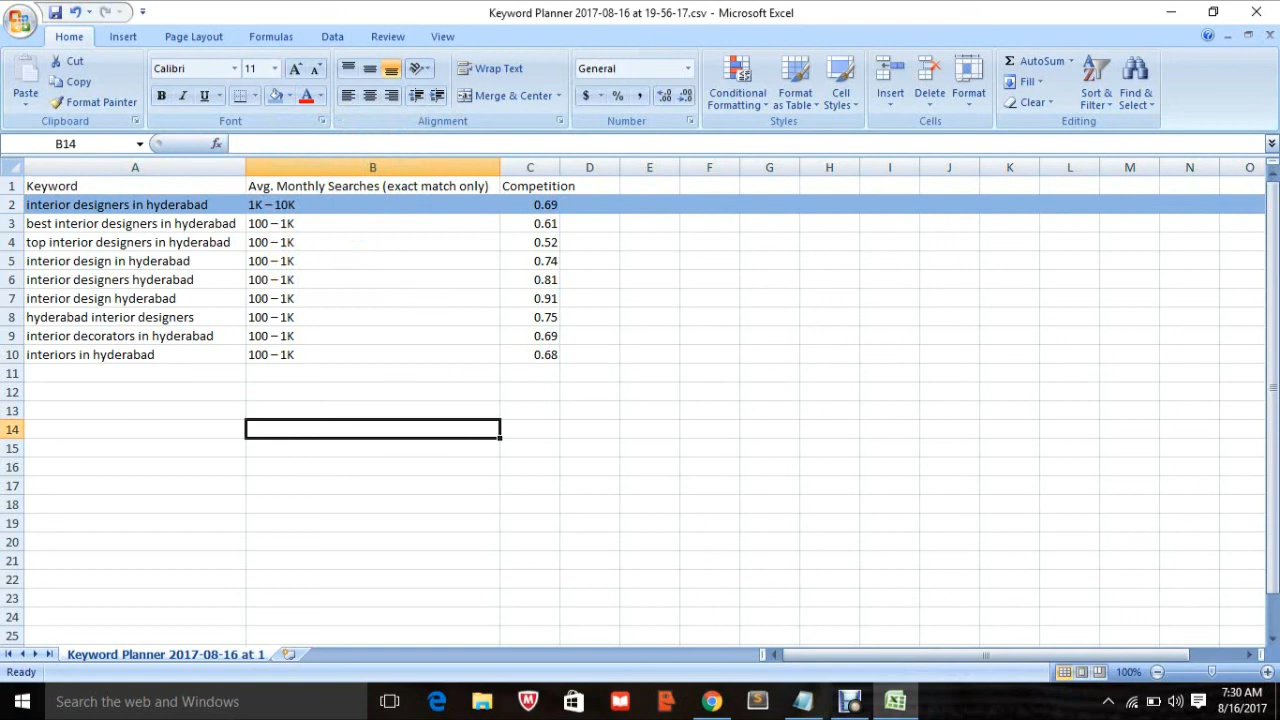 Keyword Planner 2017-08-16 at 19-56-17.csv - Microsoft Excel
Home Insert Page Layout Formulas Data Review View
Paste Cut Copy Format Painter Clipboard
Calibri 11 B I U Font
Wrap Text Merge & Center Alignment
General $ % , Number
Conditional Formatting Format as Table Cell Styles Styles
Insert Delete Format Cells
Σ AutoSum Fill Clear Sort & Filter Find & Select Editing
B14 fx
A B C D E F G H I J K L M N O
1 Keyword Avg. Monthly Searches (exact match only) Competition
2 interior designers in hyderabad 1K – 10K 0.69
3 best interior designers in hyderabad 100 – 1K 0.61
4 top interior designers in hyderabad 100 – 1K 0.52
5 interior design in hyderabad 100 – 1K 0.74
6 interior designers hyderabad 100 – 1K 0.81
7 interior design hyderabad 100 – 1K 0.91
8 hyderabad interior designers 100 – 1K 0.75
9 interior decorators in hyderabad 100 – 1K 0.69
10 interiors in hyderabad 100 – 1K 0.68
11
12
13
14
15
16
17
18
19
20
21
22
23
24
25
Keyword Planner 2017-08-16 at 1
Ready 100%
Search the web and Windows
7:30 AM
8/16/2017